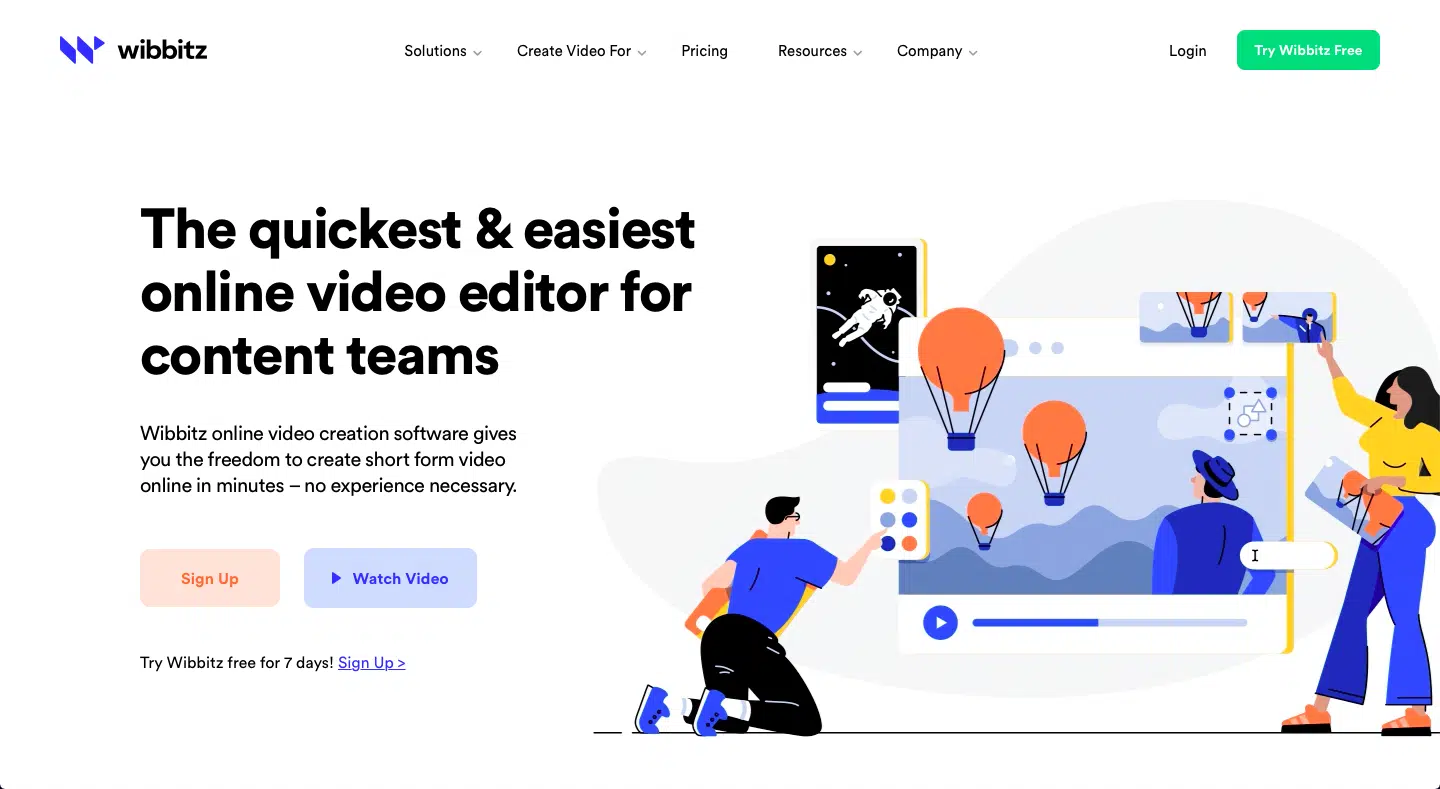 wibbitz
Solutions
Create Video For
Pricing
Resources
Company
Login
Try Wibbitz Free
The quickest & easiest
online video editor for
content teams
Wibbitz online video creation software gives
you the freedom to create short form video
online in minutes – no experience necessary.
Sign Up
Watch Video
Try Wibbitz free for 7 days! Sign Up >